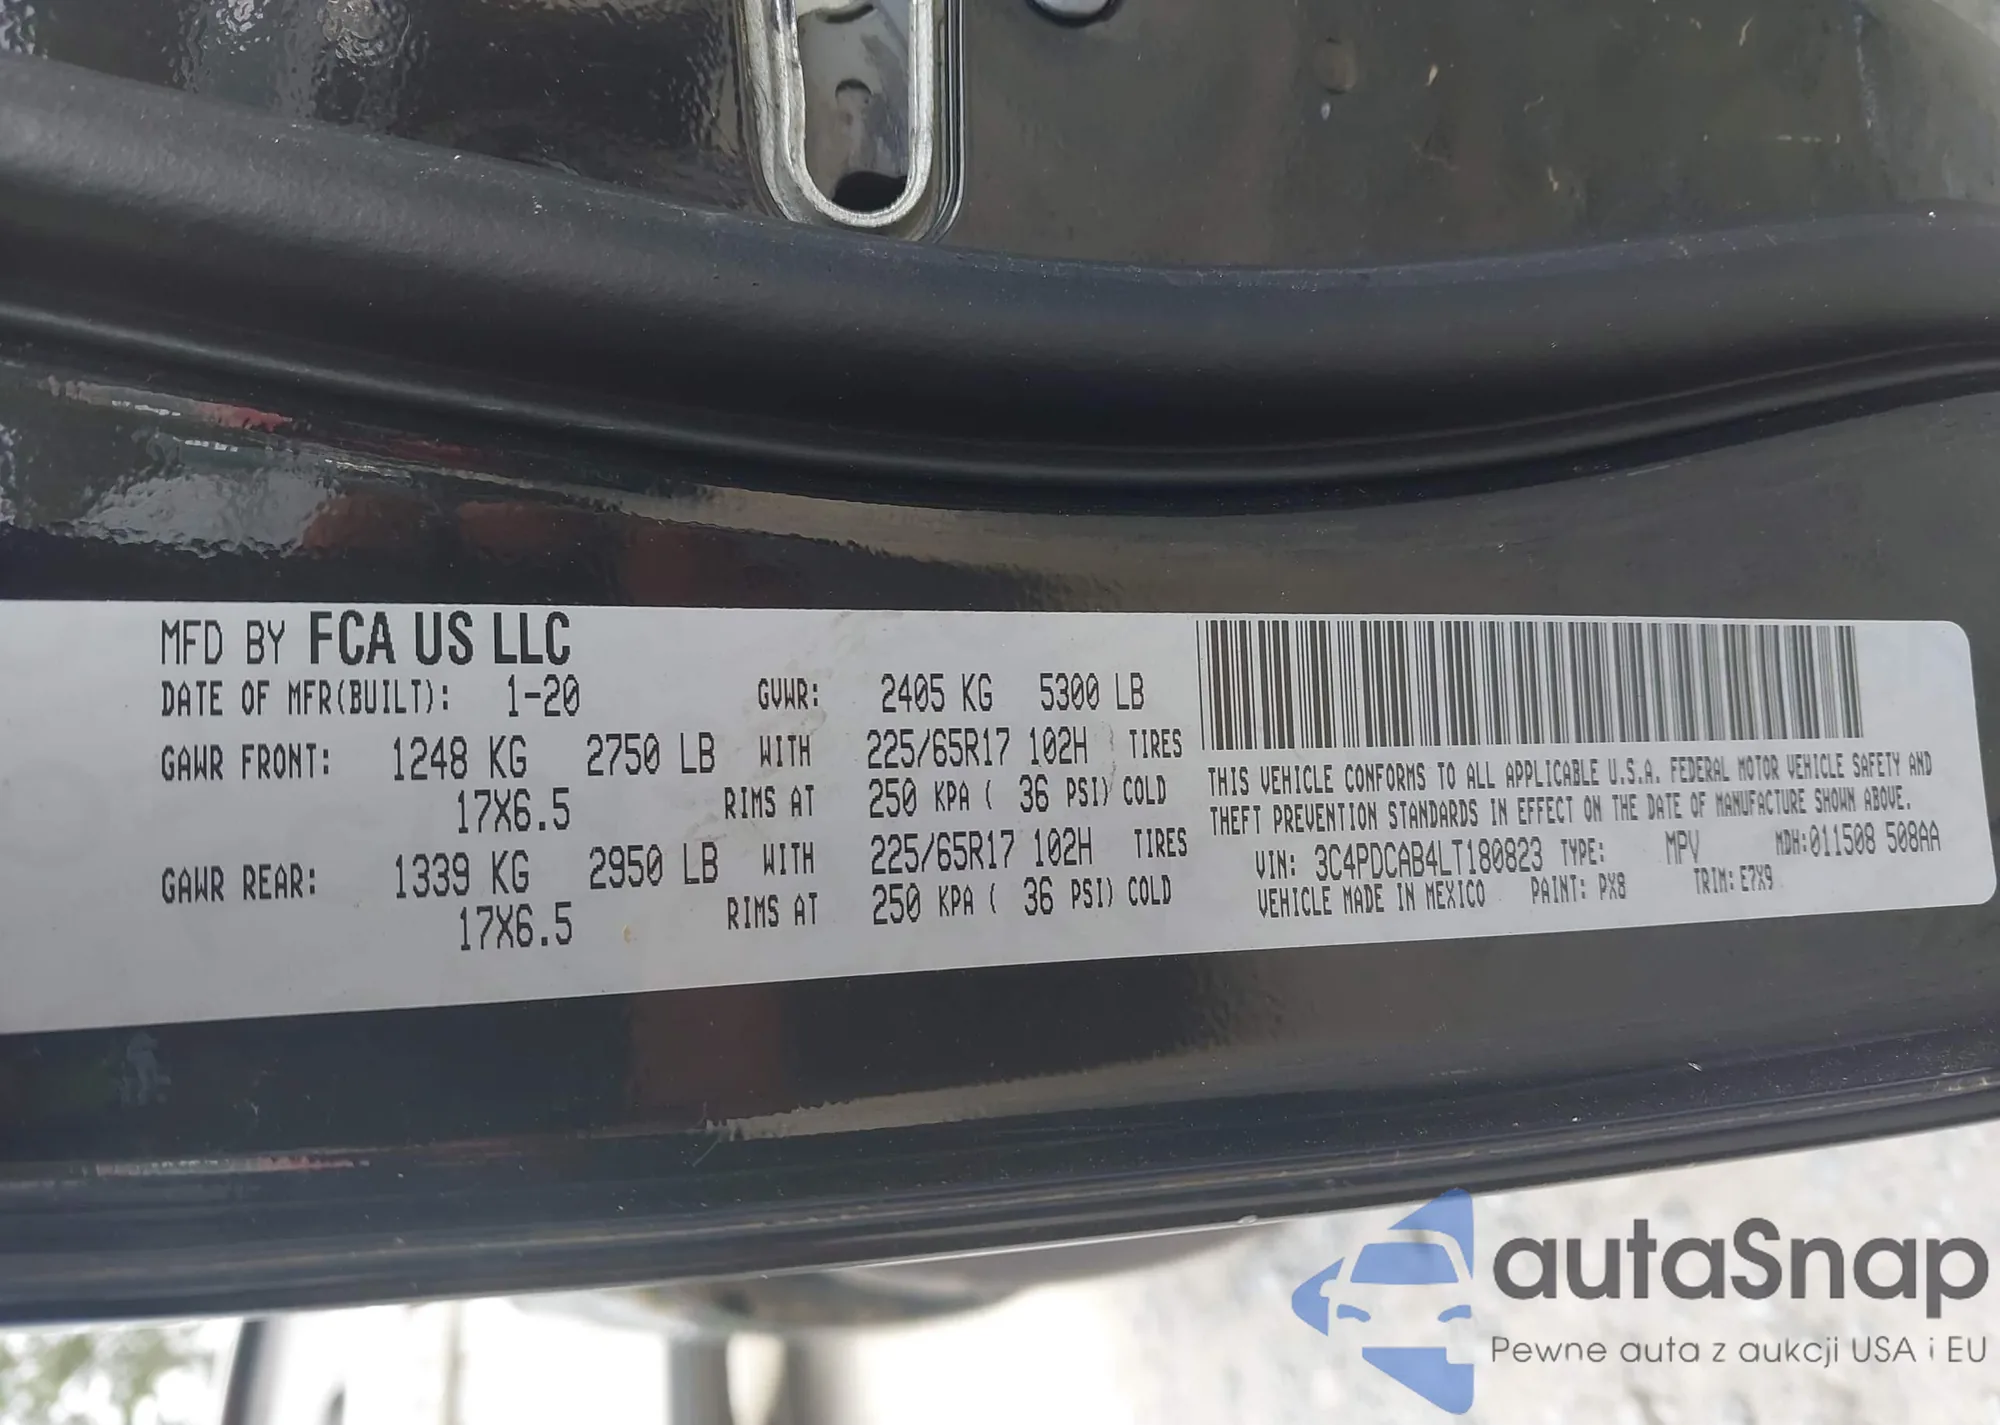 MFD BY FCA US LLC
DATE OF MFR(BUILT): 1-20 GVWR: 2405 KG 5300 LB
GAWR FRONT: 1248 KG 2750 LB WITH 225/65R17 102H TIRES
17X6.5 RIMS AT 250 KPA ( 36 PSI) COLD
GAWR REAR: 1339 KG 2950 LB WITH 225/65R17 102H TIRES
17X6.5 RIMS AT 250 KPA ( 36 PSI) COLD
THIS VEHICLE CONFORMS TO ALL APPLICABLE U.S.A. FEDERAL MOTOR VEHICLE SAFETY AND
THEFT PREVENTION STANDARDS IN EFFECT ON THE DATE OF MANUFACTURE SHOWN ABOVE.
VIN: 3C4PDCAB4LT180823 TYPE: MPV MDH:011508 508AA
VEHICLE MADE IN MEXICO PAINT: PX8 TRIM: E7X9
autaSnap
Pewne auta z aukcji USA i EU